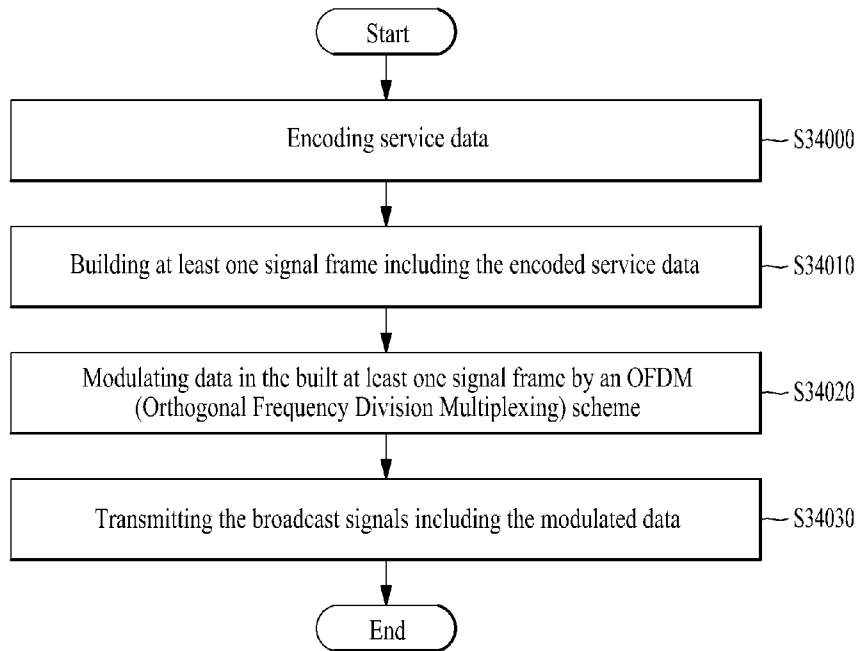 Start
Encoding service data
S34000
Building at least one signal frame including the encoded service data
S34010
Modulating data in the built at least one signal frame by an OFDM
(Orthogonal Frequency Division Multiplexing) scheme
S34020
Transmitting the broadcast signals including the modulated data
S34030
End